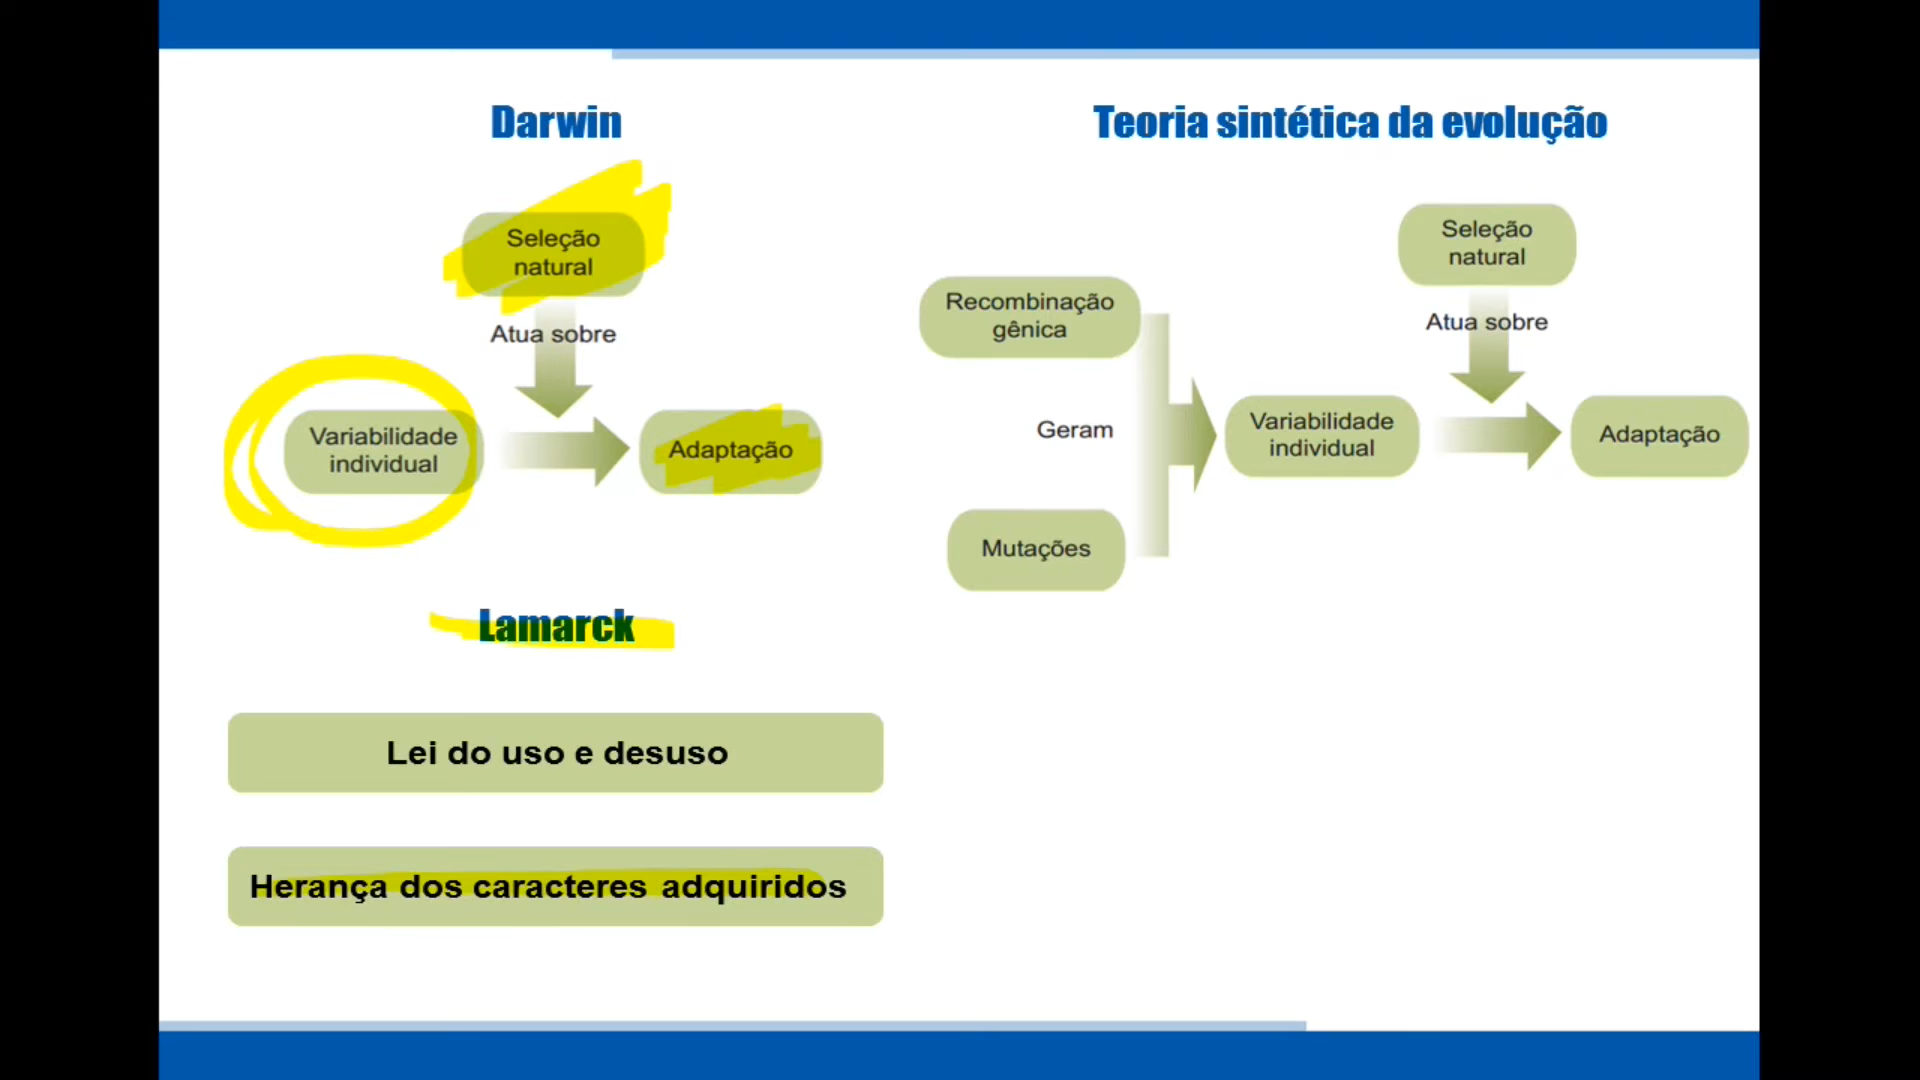 Darwin
Seleção
natural
Atua sobre
Variabilidade
individual
Adaptação
Lamarck
Lei do uso e desuso
Herança dos caracteres adquiridos
Teoria sintética da evolução
Seleção
natural
Recombinação
gênica
Atua sobre
Geram
Variabilidade
individual
Adaptação
Mutações